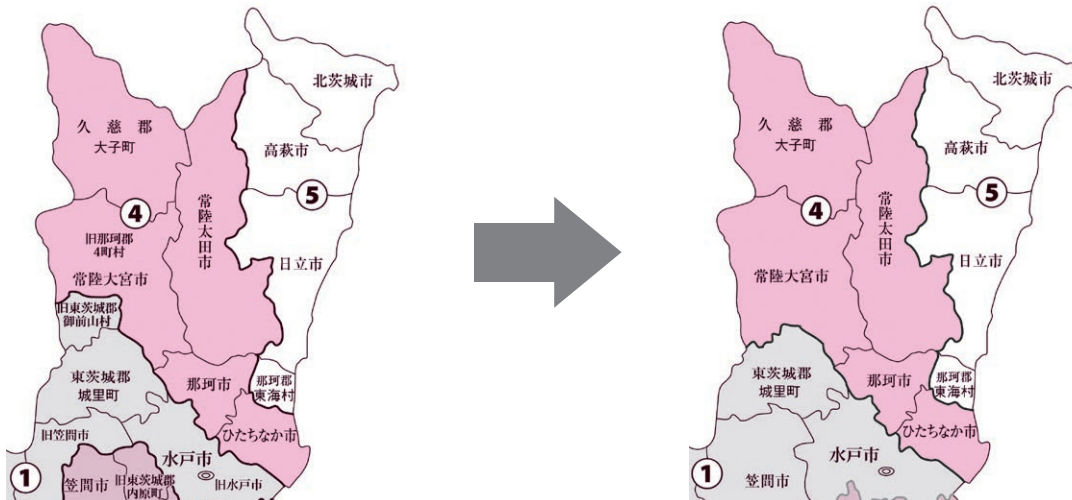 北茨城市
久慈郡
大子町
高萩市
5
4
常陸太田市
旧那珂郡
4町村
日立市
常陸大宮市
旧東茨城郡
御前山村
東茨城郡
城里町
那珂市
那珂郡
東海村
旧笠間市
ひたちなか市
水戸市
1
笠間市
旧東茨城郡
内原町
旧水戸市
北茨城市
久慈郡
大子町
高萩市
5
4
常陸太田市
日立市
常陸大宮市
東茨城郡
城里町
那珂市
那珂郡
東海村
ひたちなか市
水戸市
1
笠間市